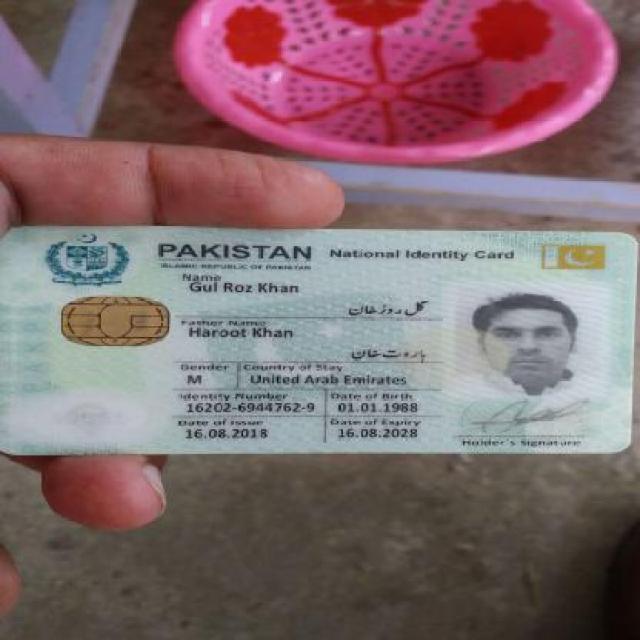 PAKISTAN National Identity Card
ISLAMIC REPUBLIC OF PAKISTAN
Name
Gul Roz Khan
گل روز خان
Father Name
Haroot Khan
باروت خان
Gender Country of Stay
M United Arab Emirates
Identity Number Date of Birth
16202-6944762-9 01.01.1988
Date of Issue Date of Expiry
16.08.2018 16.08.2028
Holder's Signature